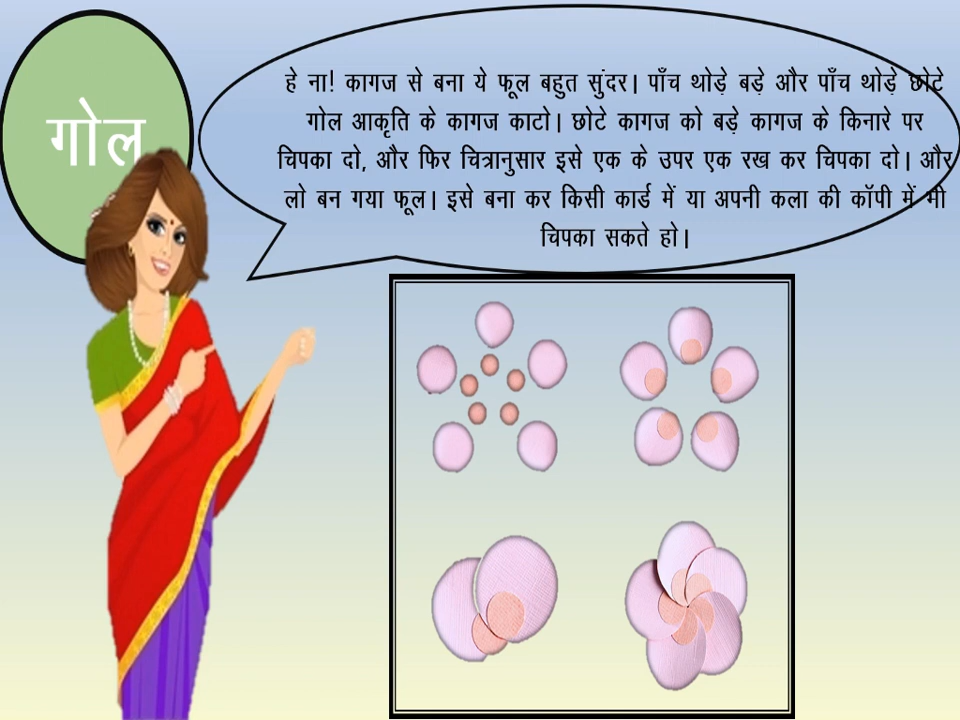 गोल
हे ना! कागज से बना ये फूल बहुत सुंदर। पाँच थोड़े बड़े और पाँच थोड़े छोटे
गोल आकृति के कागज काटो। छोटे कागज को बड़े कागज के किनारे पर
चिपका दो, और फिर चित्रानुसार इसे एक के उपर एक रख कर चिपका दो। और
लो बन गया फूल। इसे बना कर किसी कार्ड में या अपनी कला की कॉपी में भी
चिपका सकते हो।